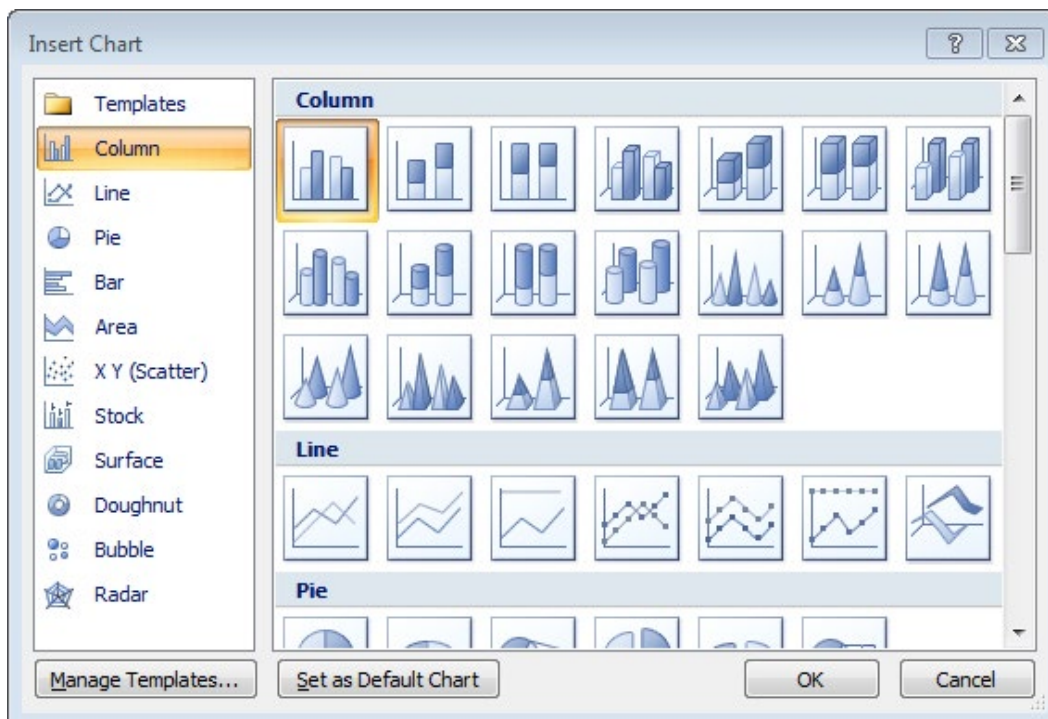 Insert Chart
Templates
Column
Line
Pie
Bar
Area
X Y (Scatter)
Stock
Surface
Doughnut
Bubble
Radar
Column
Line
Pie
Manage Templates...
Set as Default Chart
OK
Cancel